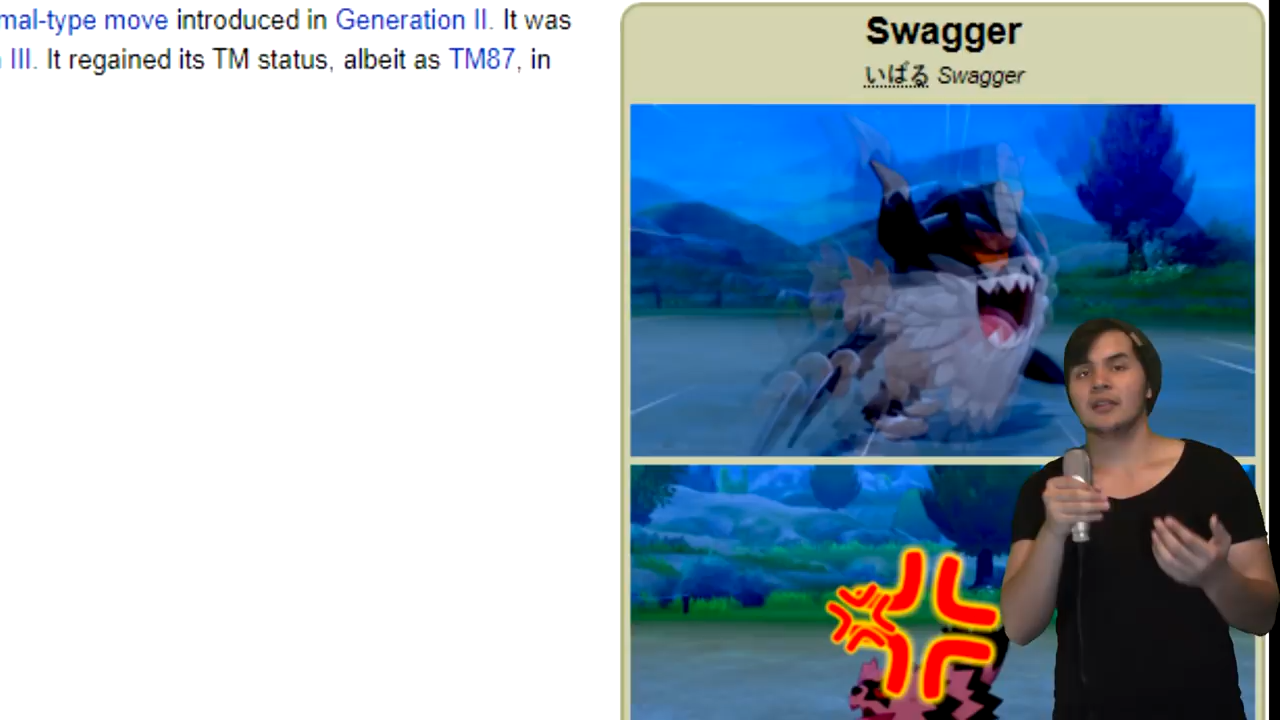 mal-type move introduced in Generation II. It was
III. It regained its TM status, albeit as TM87, in
Swagger
いばる Swagger